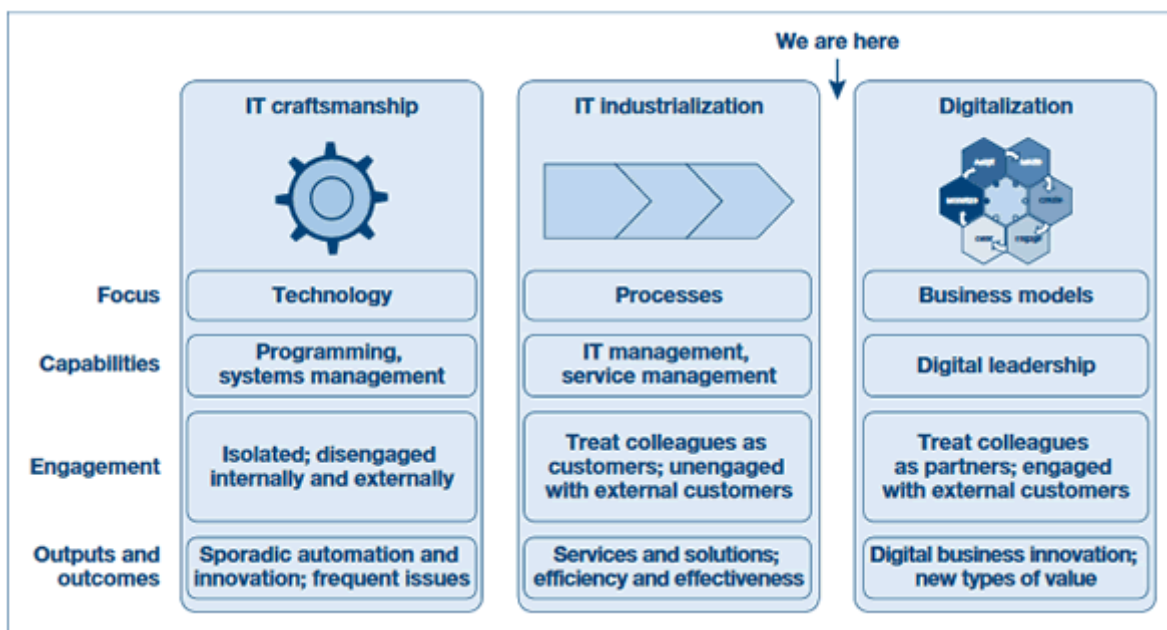 We are here
IT craftsmanship
IT industrialization
Digitalization
create
engage
Focus
Technology
Processes
Business models
Capabilities
Programming,
systems management
IT management,
service management
Digital leadership
Engagement
Isolated; disengaged
internally and externally
Treat colleagues as
customers; unengaged
with external customers
Treat colleagues
as partners; engaged
with external customers
Outputs and
outcomes
Sporadic automation and
innovation; frequent issues
Services and solutions;
efficiency and effectiveness
Digital business innovation;
new types of value